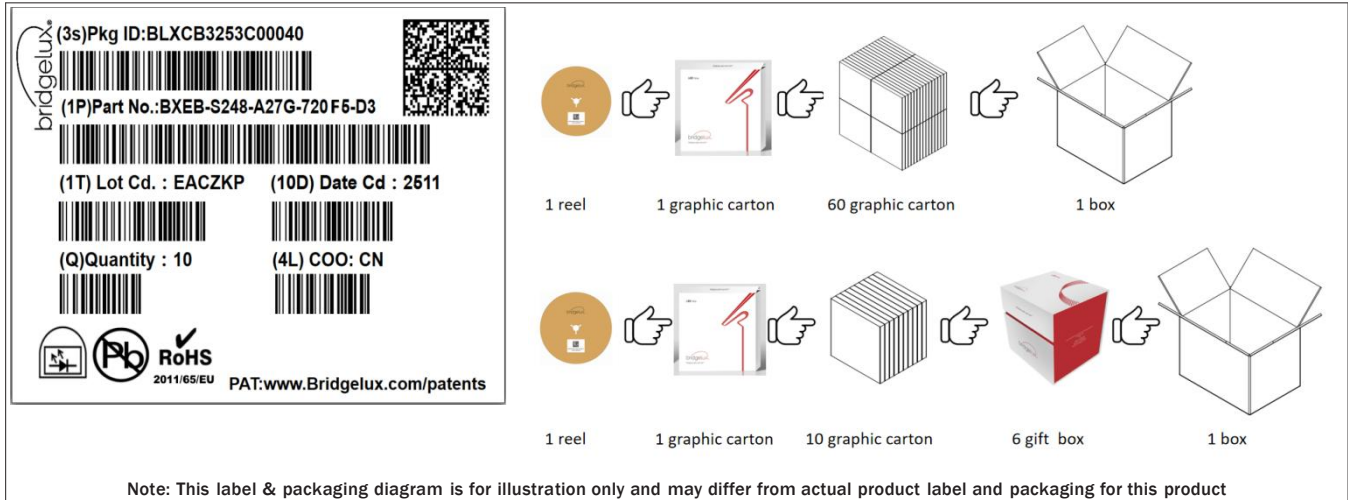 bridgelux
(3s)Pkg ID:BLXCB3253C00040
(1P)Part No.:BXEB-S248-A27G-720 F5-D3
(1T) Lot Cd. : EACZKP (10D) Date Cd : 2511
(Q)Quantity : 10 (4L) COO: CN
Pb
RoHS
2011/65/EU
PAT:www.Bridgelux.com/patents
1 reel 1 graphic carton 60 graphic carton 1 box
1 reel 1 graphic carton 10 graphic carton 6 gift box 1 box
Note: This label & packaging diagram is for illustration only and may differ from actual product label and packaging for this product